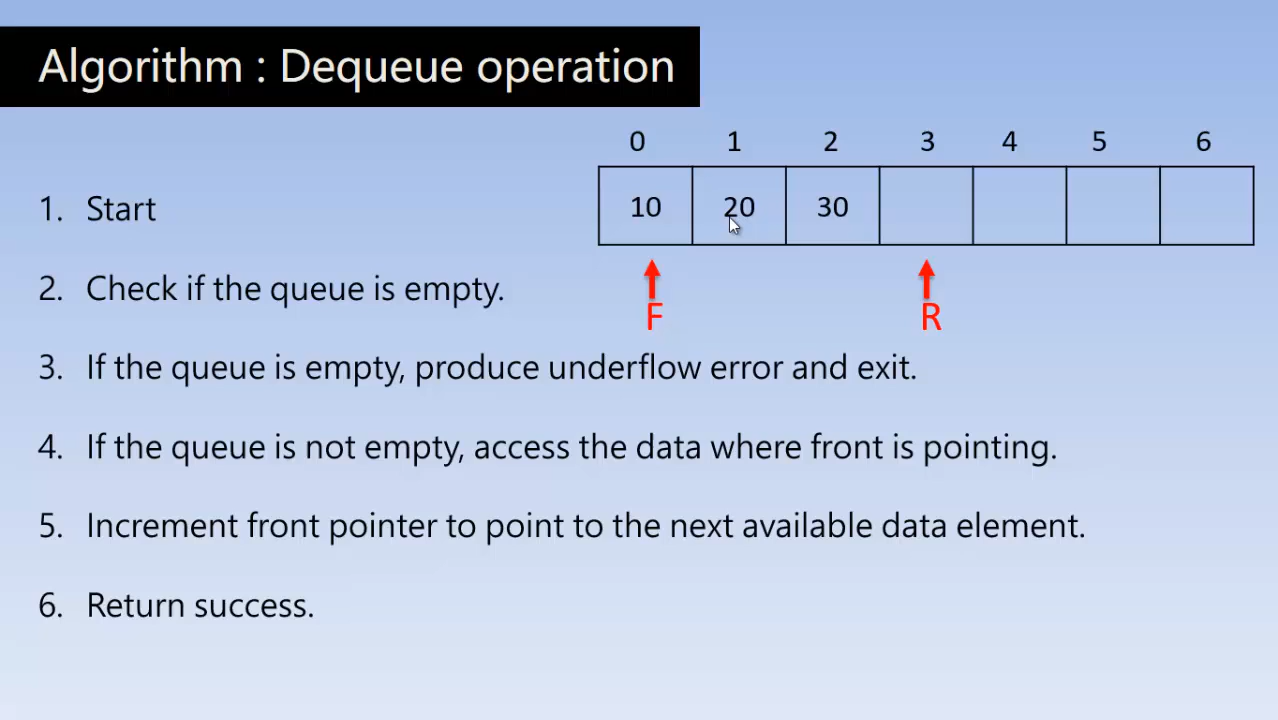 Algorithm : Dequeue operation
0 1 2 3 4 5 6
10 20 30
F R
1. Start
2. Check if the queue is empty.
3. If the queue is empty, produce underflow error and exit.
4. If the queue is not empty, access the data where front is pointing.
5. Increment front pointer to point to the next available data element.
6. Return success.